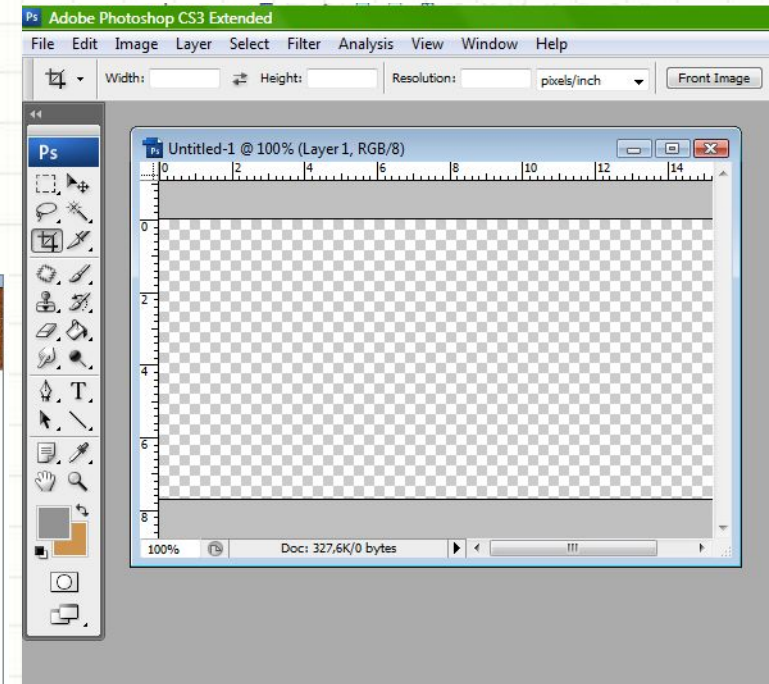 Ps Adobe Photoshop CS3 Extended
File Edit Image Layer Select Filter Analysis View Window Help
Width: Height: Resolution: pixels/inch Front Image
Ps
Ps Untitled-1 @ 100% (Layer 1, RGB/8)
0 2 4 6 8 10 12 14
0
2
4
6
8
T
100% Doc: 327,6K/0 bytes